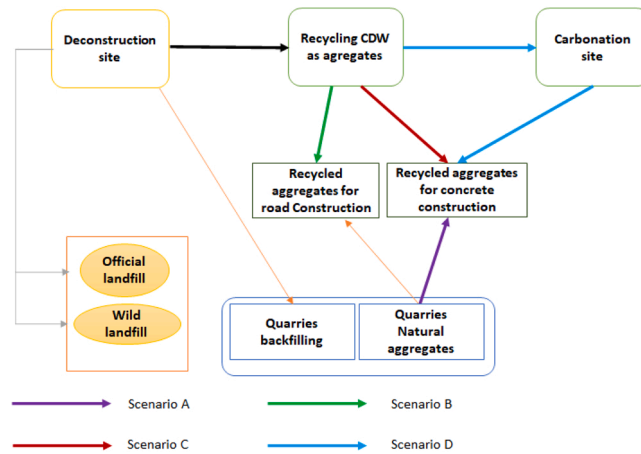 Deconstruction
site
Recycling CDW
as agregates
Carbonation
site
Recycled
aggregates for
road Construction
Recycled aggregates
for concrete
construction
Official
landfill
Wild
landfill
Quarries
backfilling
Quarries
Natural
aggregates
Scenario A
Scenario B
Scenario C
Scenario D